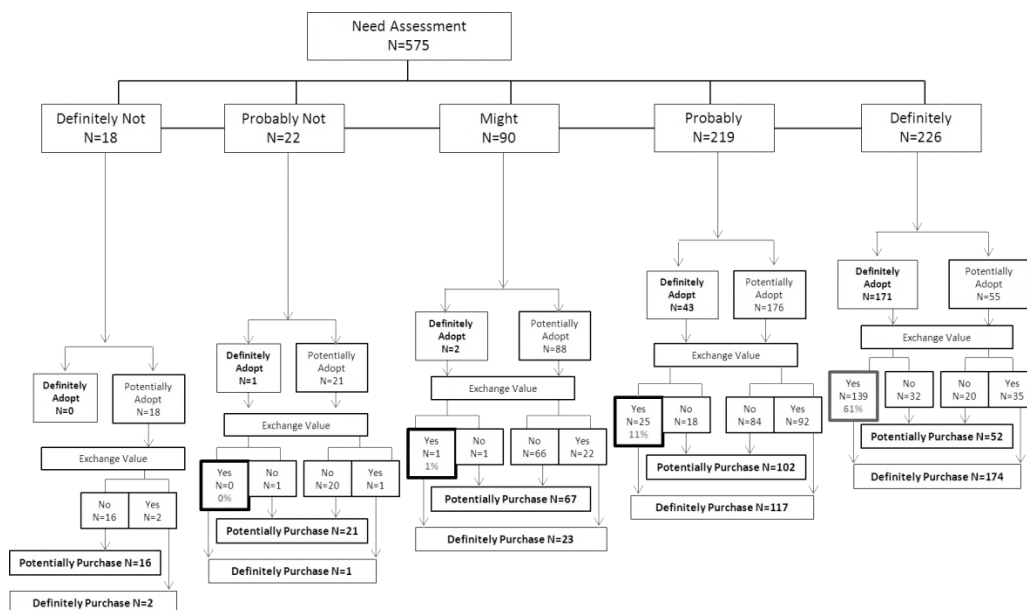 Need Assessment
N=575
Definitely Not
N=18
Probably Not
N=22
Might
N=90
Probably
N=219
Definitely
N=226
Definitely
Adopt
N=0
Potentially
Adopt
N=18
Exchange Value
No
N=16
Yes
N=2
Potentially Purchase N=16
Definitely Purchase N=2
Definitely
Adopt
N=1
Potentially
Adopt
N=21
Exchange Value
Yes
N=0
0%
No
N=1
No
N=20
Yes
N=1
Potentially Purchase N=21
Definitely Purchase N=1
Definitely
Adopt
N=2
Potentially
Adopt
N=88
Exchange Value
Yes
N=1
1%
No
N=1
No
N=66
Yes
N=22
Potentially Purchase N=67
Definitely Purchase N=23
Definitely
Adopt
N=43
Potentially
Adopt
N=176
Exchange Value
Yes
N=25
11%
No
N=18
No
N=84
Yes
N=92
Potentially Purchase N=102
Definitely Purchase N=117
Definitely
Adopt
N=171
Potentially
Adopt
N=55
Exchange Value
Yes
N=139
61%
No
N=32
No
N=20
Yes
N=35
Potentially Purchase N=52
Definitely Purchase N=174